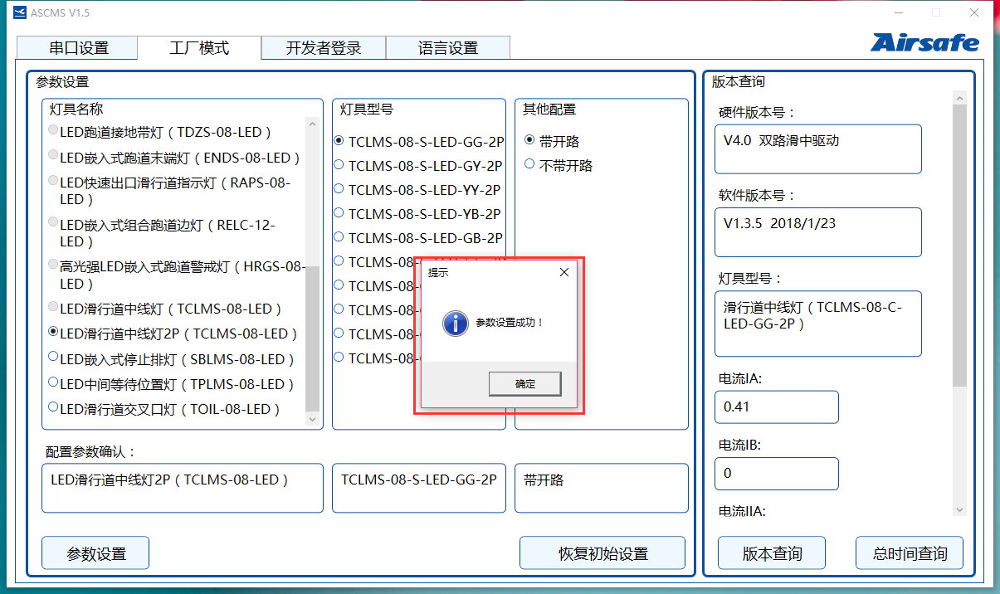 ASCMS V1.5
串口设置
工厂模式
开发者登录
语言设置
Airsafe
参数设置
灯具名称
LED跑道接地带灯（TDZS-08-LED）
LED嵌入式跑道末端灯（ENDS-08-LED）
LED快速出口滑行道指示灯（RAPS-08-
LED）
LED嵌入式组合跑道边灯（RELC-12-
LED）
高光强LED嵌入式跑道警戒灯（HRGS-08-
LED）
LED滑行道中线灯（TCLMS-08-LED）
LED滑行道中线灯2P（TCLMS-08-LED）
LED嵌入式停止排灯（SBLMS-08-LED）
LED中间等待位置灯（TPLMS-08-LED）
LED滑行道交叉口灯（TOIL-08-LED）
灯具型号
TCLMS-08-S-LED-GG-2P
TCLMS-08-S-LED-GY-2P
TCLMS-08-S-LED-YY-2P
TCLMS-08-S-LED-YB-2P
TCLMS-08-S-LED-GB-2P
TCLMS-08-
TCLMS-08-
TCLMS-08-
TCLMS-08-
TCLMS-08-
其他配置
带开路
不带开路
提示
参数设置成功！
确定
配置参数确认：
LED滑行道中线灯2P（TCLMS-08-LED）
TCLMS-08-S-LED-GG-2P
带开路
参数设置
恢复初始设置
版本查询
硬件版本号：
V4.0 双路滑中驱动
软件版本号：
V1.3.5 2018/1/23
灯具型号：
滑行道中线灯（TCLMS-08-C-
LED-GG-2P）
电流IA:
0.41
电流IB:
0
电流IIA:
版本查询
总时间查询